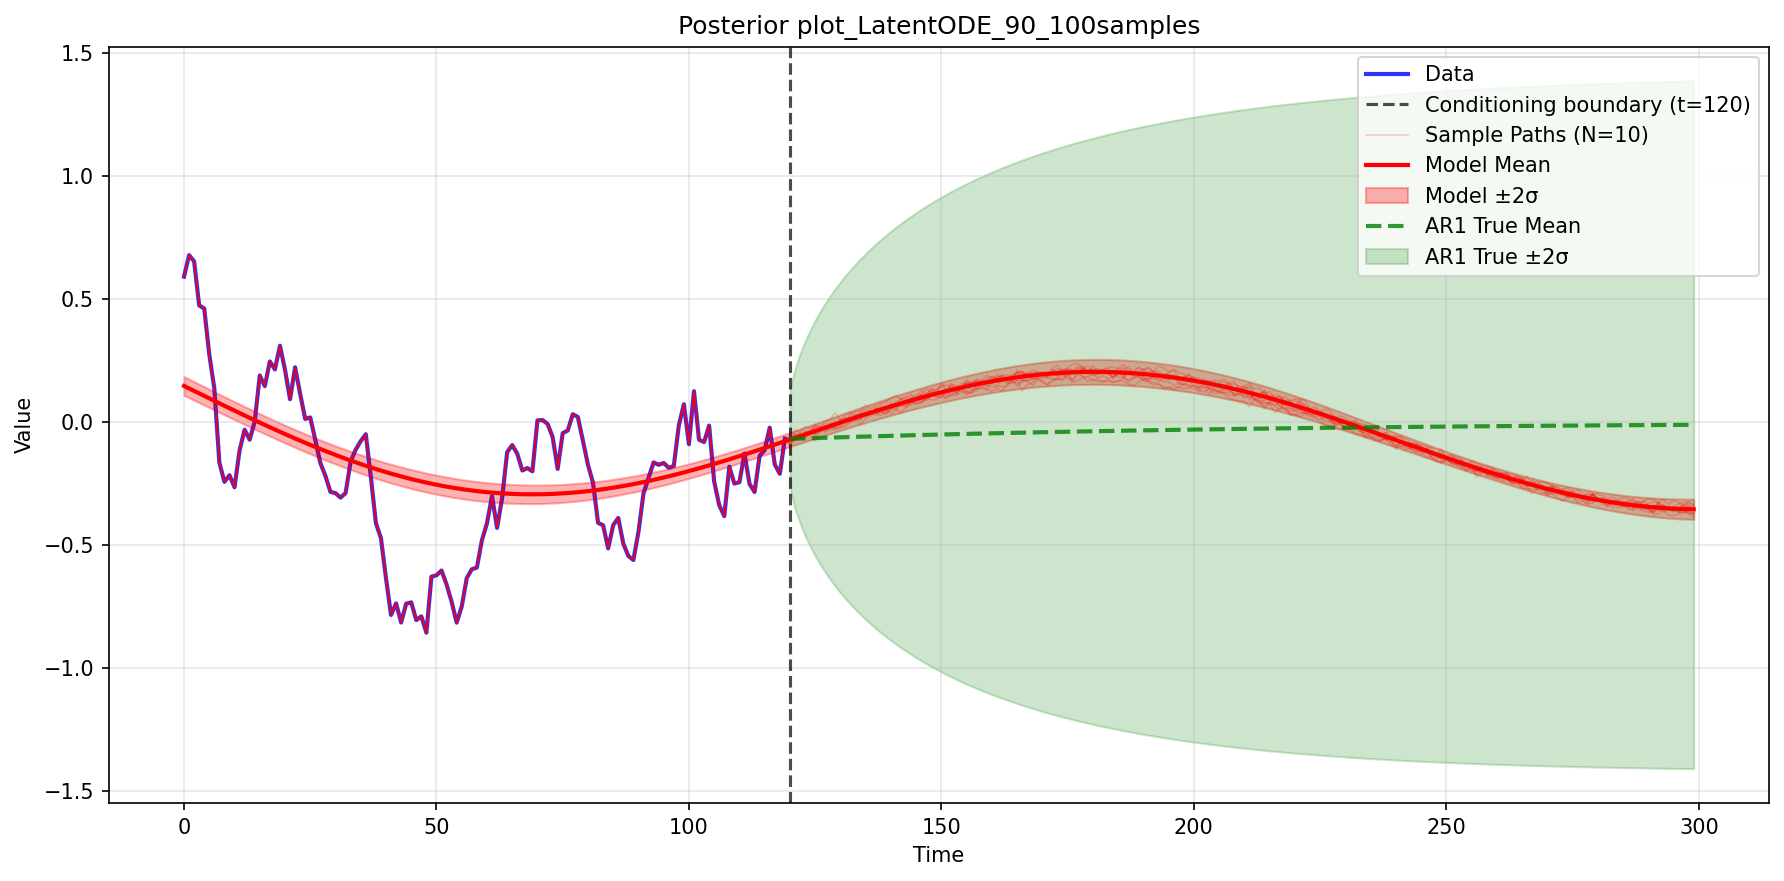 Posterior plot_LatentODE_90_100samples
Value
1.5
1.0
0.5
0.0
−0.5
−1.0
−1.5
Data
Conditioning boundary (t=120)
Sample Paths (N=10)
Model Mean
Model ±2σ
AR1 True Mean
AR1 True ±2σ
0
50
100
150
200
250
300
Time